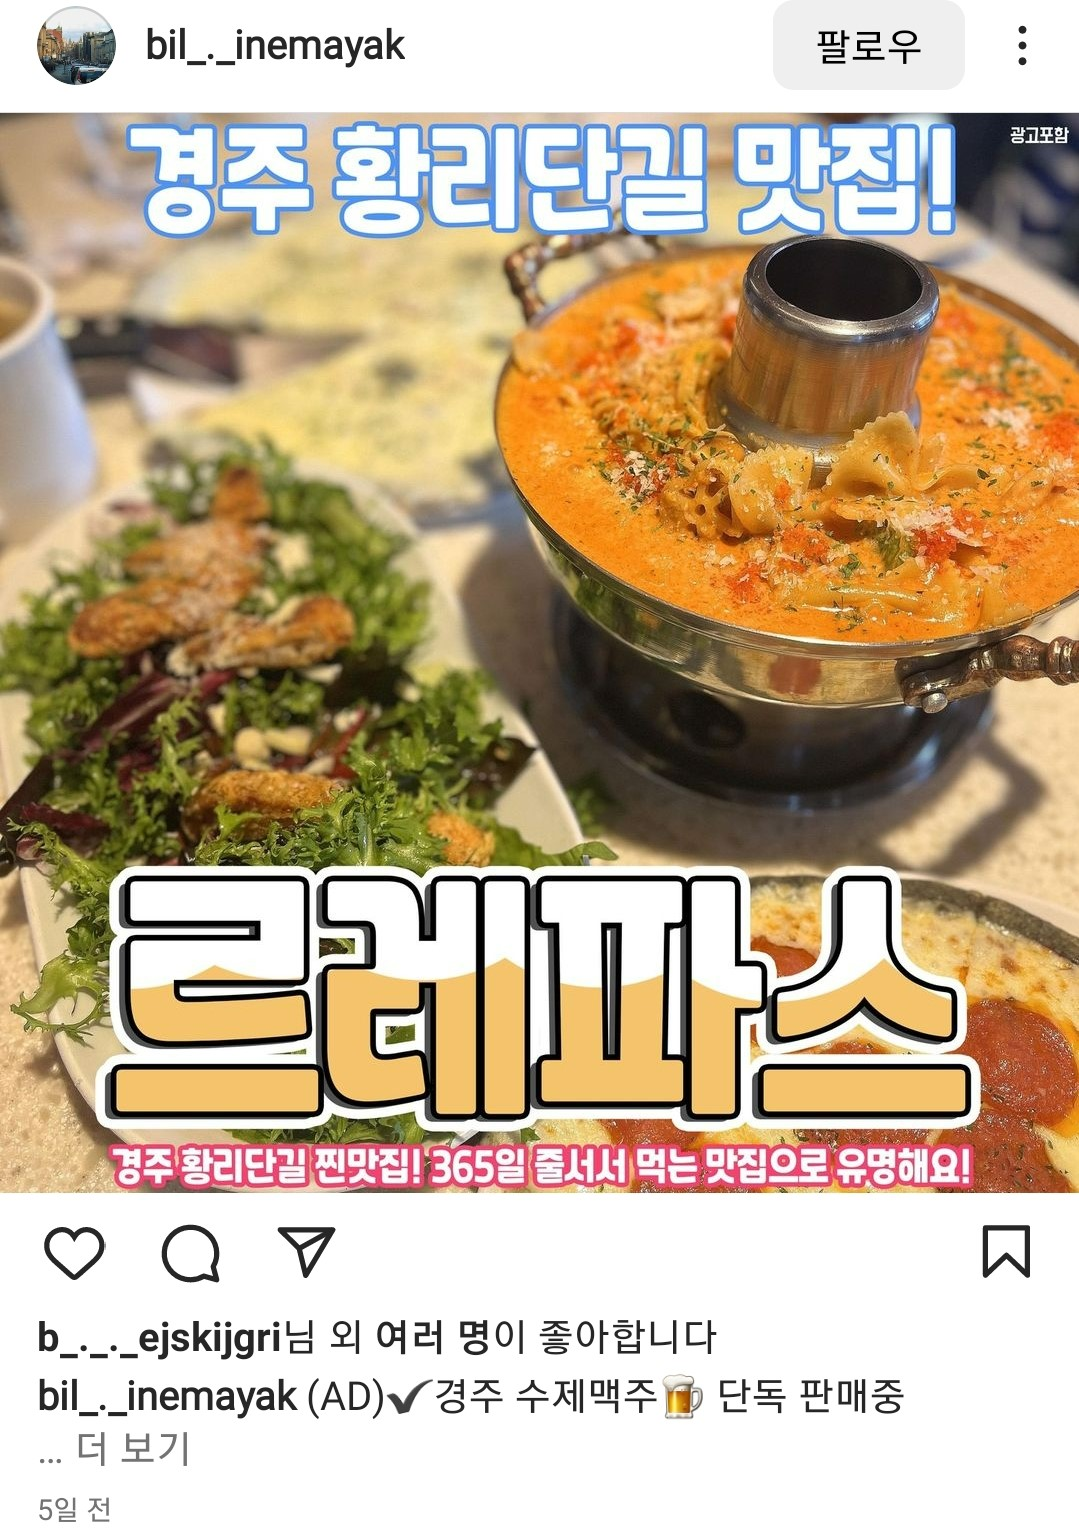 bil_._inemayak
팔로우
경주 황리단길 맛집!
광고포함
르레파스
경주 황리단길 찐맛집! 365일 줄서서 먹는 맛집으로 유명해요!
b_._._ejskijgri님 외 여러 명이 좋아합니다
bil_._inemayak (AD)✔️경주 수제맥주🍺 단독 판매중
... 더 보기
5일 전